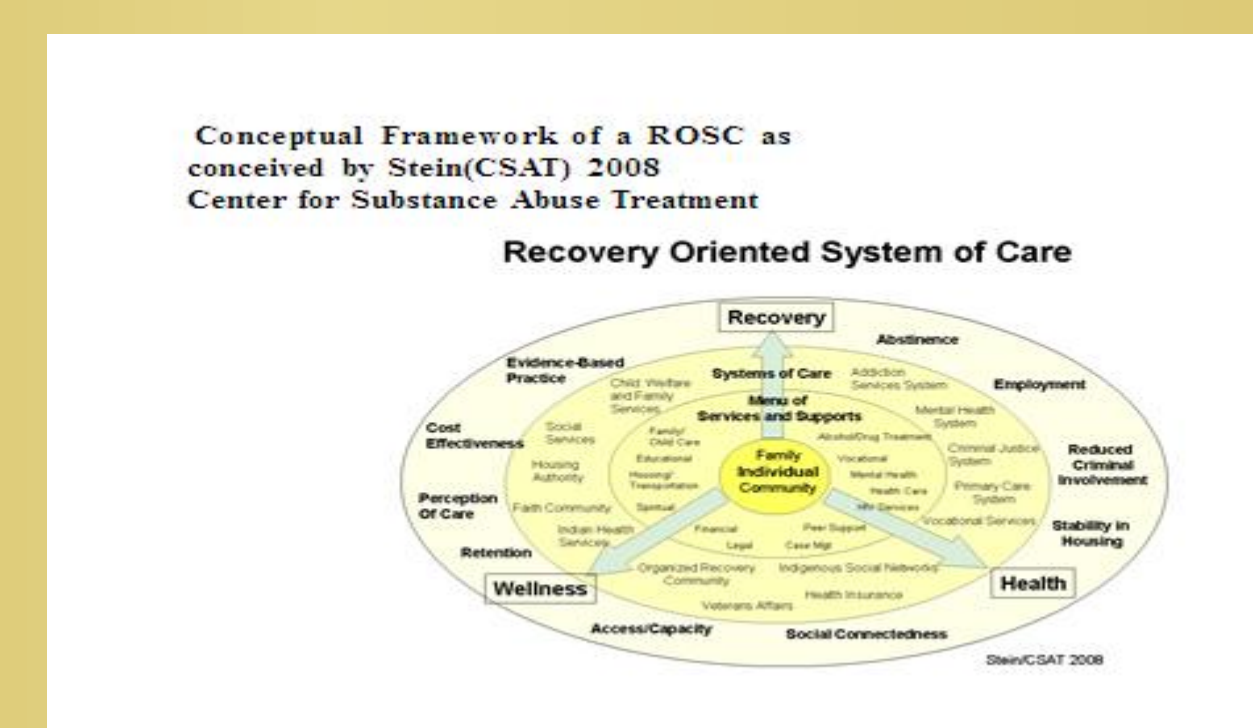 Conceptual Framework of a ROSC as
conceived by Stein(CSAT) 2008
Center for Substance Abuse Treatment
Recovery Oriented System of Care
Recovery
Abstinence
Evidence-Based
Practice
Systems of Care
Addiction
Services System
Child Welfare
and Family
Services
Employment
Menu of
Services and Supports
Mental Health
System
Cost
Effectiveness
Social
Services
Family/
Child Care
Alcohol/Drug Treatment
Criminal Justice
System
Reduced
Criminal
Involvement
Educational
Family
Individual
Community
Vocational
Housing
Authority
Housing/
Transportation
Mental Health
Health Care
Primary Care
System
Perception
Of Care
Faith Community
Spiritual
HIV Services
Vocational Services
Stability in
Housing
Indian Health
Services
Financial
Peer Support
Legal
Case Mgt
Retention
Organized Recovery
Community
Indigenous Social Networks
Wellness
Health
Health Insurance
Veterans Affairs
Access/Capacity
Social Connectedness
Stein/CSAT 2008